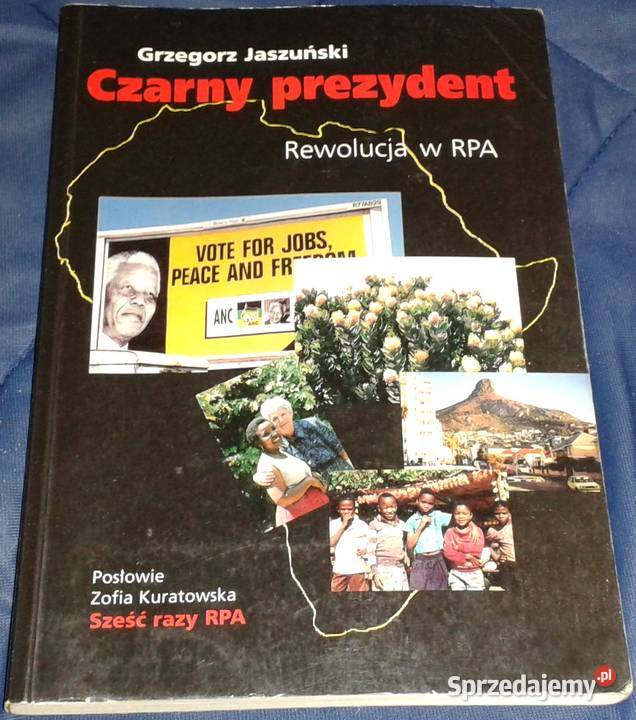 Grzegorz Jaszuński
Czarny prezydent
Rewolucja w RPA
VOTE FOR JOBS,
PEACE AND FREEDOM
ANC
Posłowie
Zofia Kuratowska
Sześć razy RPA
Sprzedajemy.pl